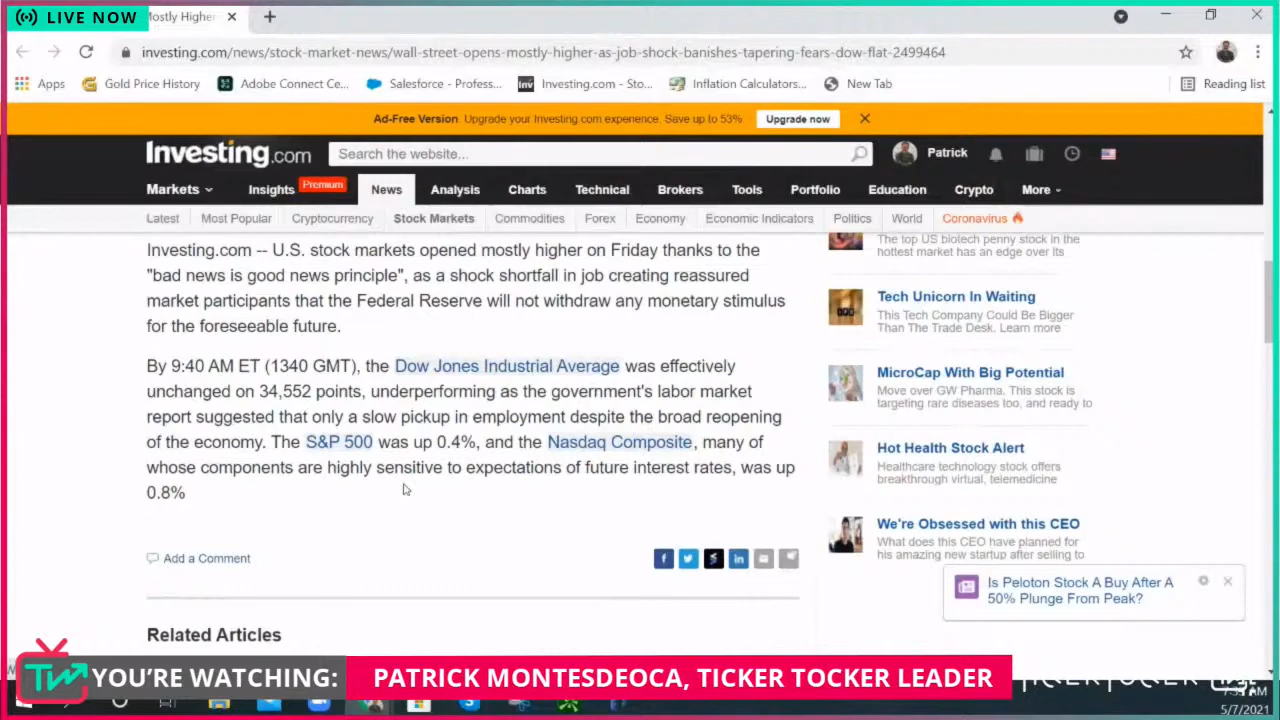 LIVE NOW
Mostly Higher
investing.com/news/stock-market-news/wall-street-opens-mostly-higher-as-job-shock-banishes-tapering-fears-dow-flat-2499464
Apps Gold Price History Adobe Connect Ce... Salesforce - Profess... Investing.com - Sto... Inflation Calculators... New Tab Reading list
Ad-Free Version Upgrade your Investing.com experience. Save up to 53% Upgrade now
Investing.com Search the website... Patrick
Markets Insights Premium News Analysis Charts Technical Brokers Tools Portfolio Education Crypto More
Latest Most Popular Cryptocurrency Stock Markets Commodities Forex Economy Economic Indicators Politics World Coronavirus
Investing.com -- U.S. stock markets opened mostly higher on Friday thanks to the
"bad news is good news principle", as a shock shortfall in job creating reassured
market participants that the Federal Reserve will not withdraw any monetary stimulus
for the foreseeable future.
By 9:40 AM ET (1340 GMT), the Dow Jones Industrial Average was effectively
unchanged on 34,552 points, underperforming as the government's labor market
report suggested that only a slow pickup in employment despite the broad reopening
of the economy. The S&P 500 was up 0.4%, and the Nasdaq Composite, many of
whose components are highly sensitive to expectations of future interest rates, was up
0.8%
Add a Comment
Related Articles
The top US biotech penny stock in the
hottest market has an edge over its
Tech Unicorn In Waiting
This Tech Company Could Be Bigger
Than The Trade Desk. Learn more
MicroCap With Big Potential
Move over GW Pharma. This stock is
targeting rare diseases too, and ready to
Hot Health Stock Alert
Healthcare technology stock offers
breakthrough virtual, telemedicine
We're Obsessed with this CEO
What does this CEO have planned for
his amazing new startup after selling to
Is Peloton Stock A Buy After A
50% Plunge From Peak?
YOU'RE WATCHING: PATRICK MONTESDEOCA, TICKER TOCKER LEADER
5/7/2021